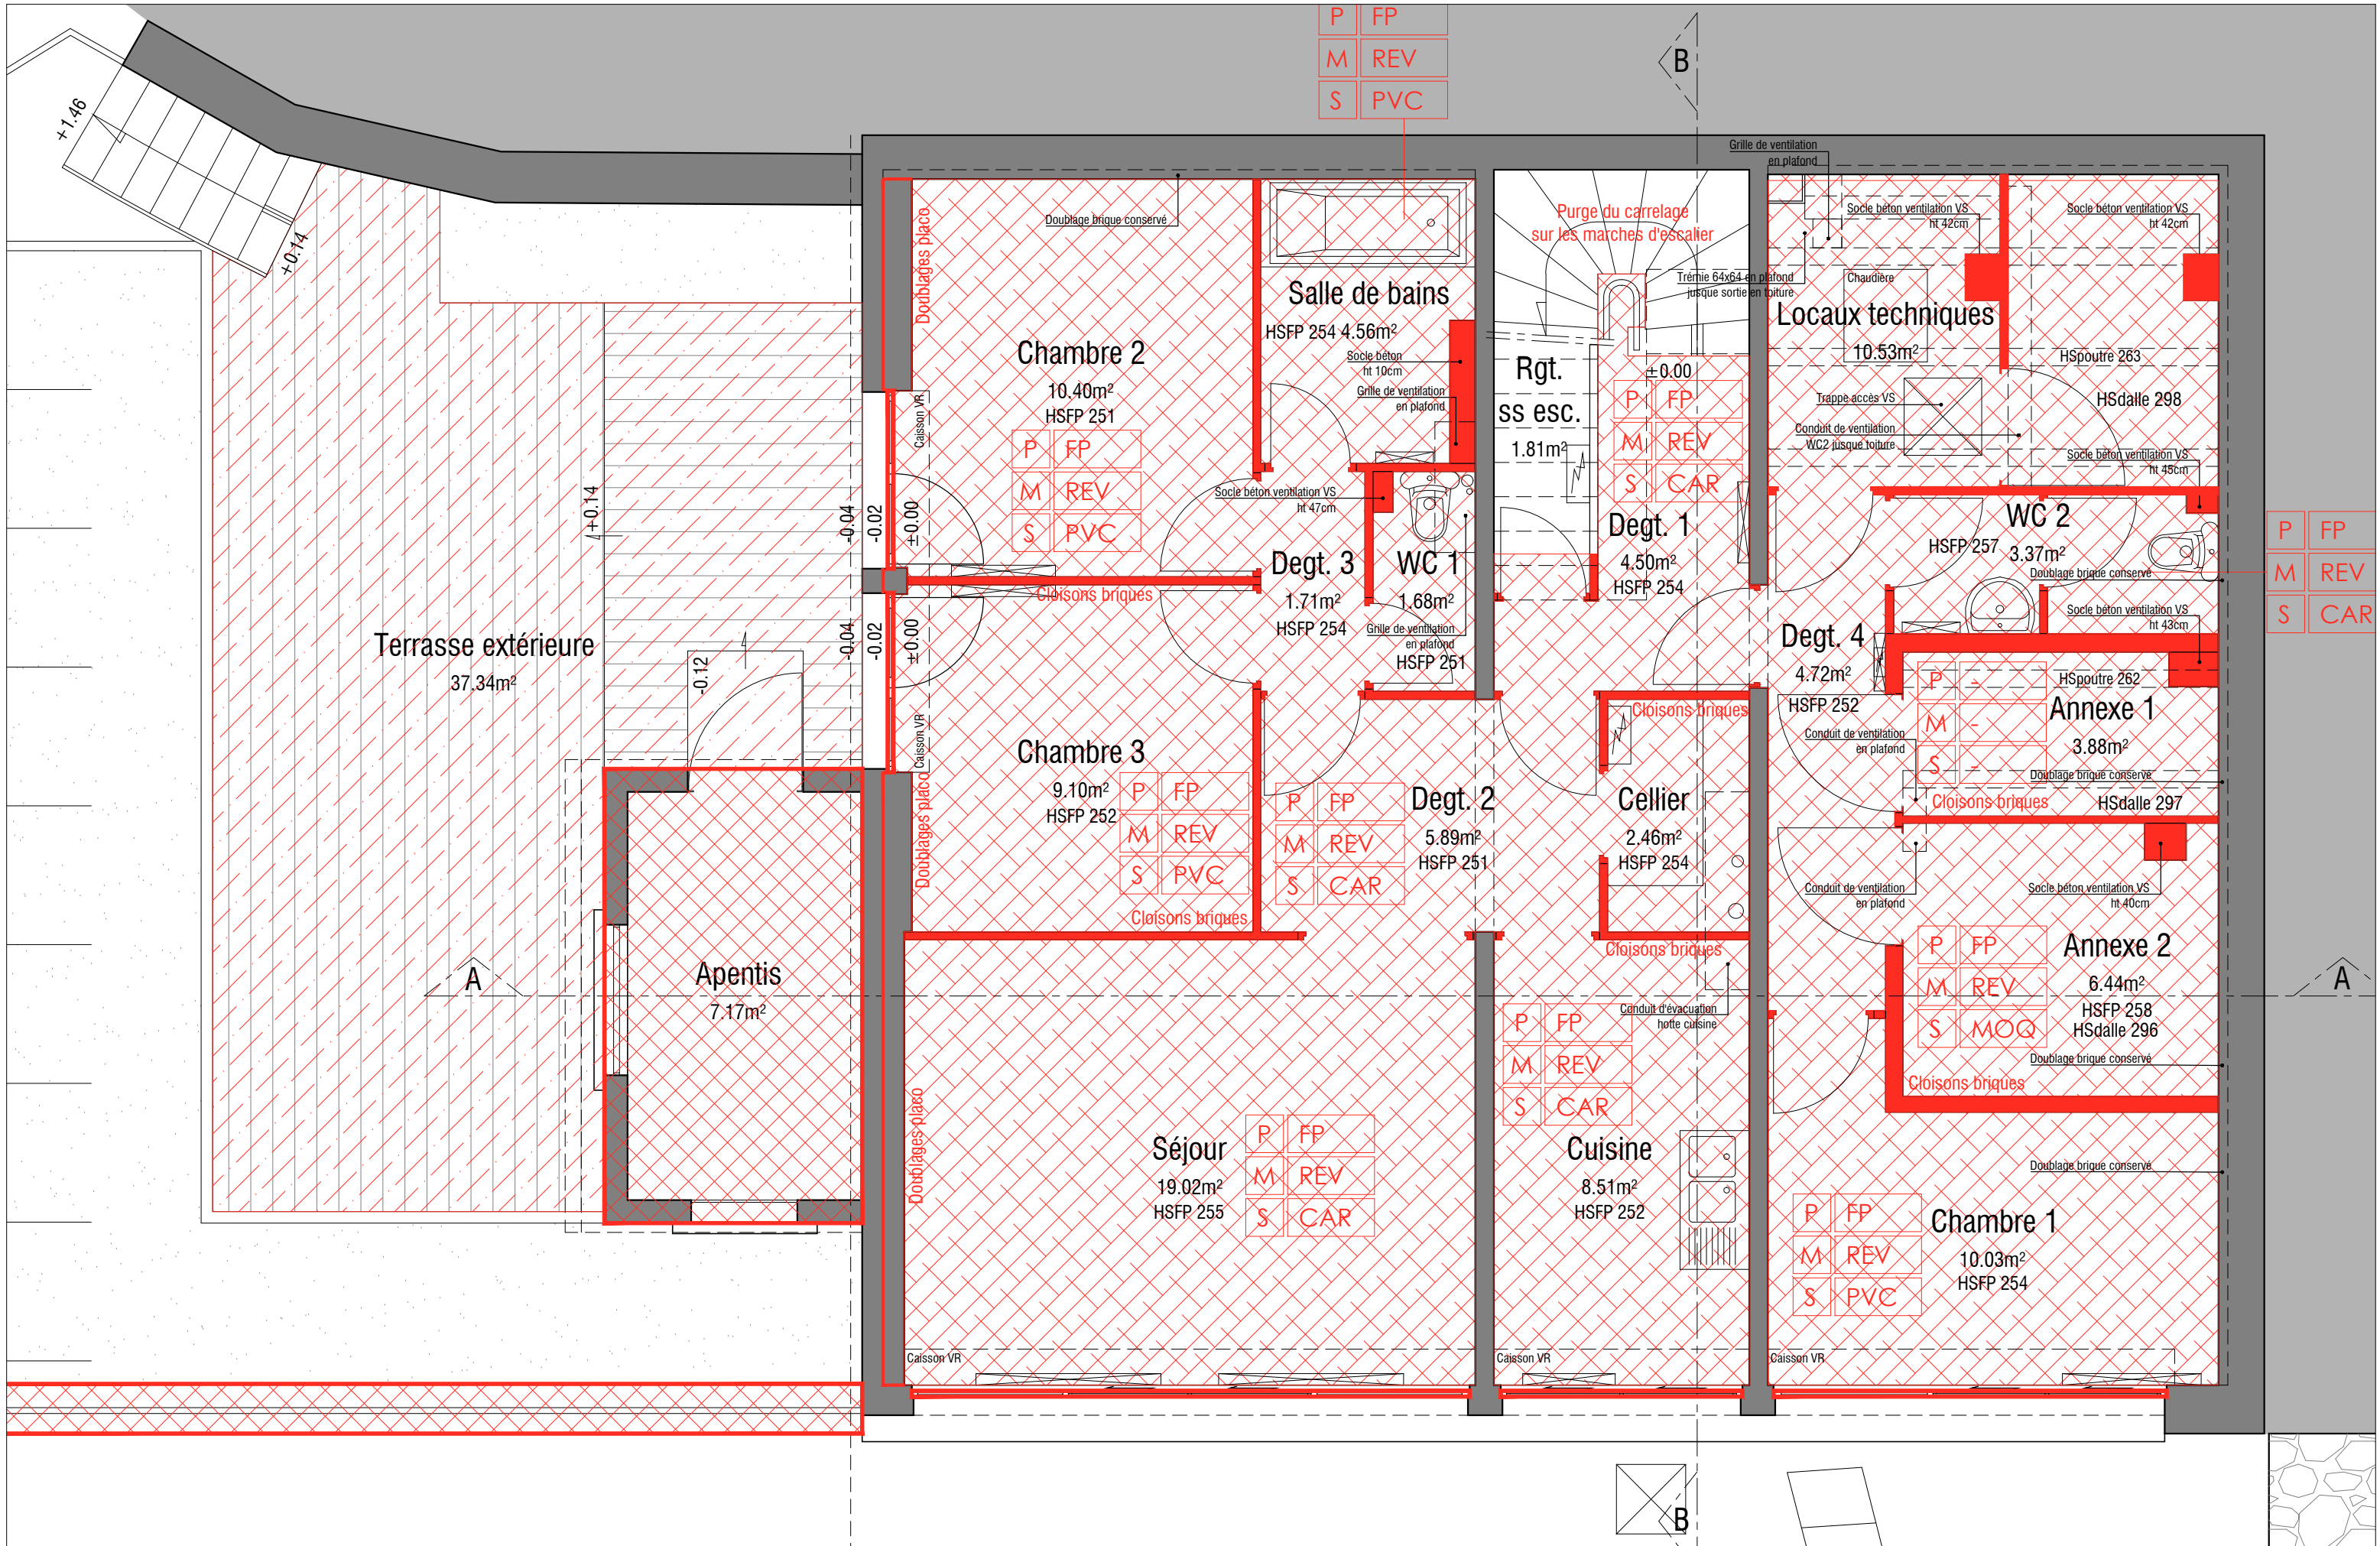 P FP
M REV
S PVC
B
+1.46
+0.14
Grille de ventilation
en plafond
Doublage brique conservé
Doublages placo
Purge du carrelage
sur les marches d'escalier
Socle béton ventilation VS
ht 42cm
Socle béton ventilation VS
ht 42cm
Trémie 64x64 en plafond
jusque sortie en toiture
Chaudière
Salle de bains
HSFP 254 4.56m²
Socle béton
ht 10cm
Grille de ventilation
en plafond
Locaux techniques
10.53m²
HSpoutre 263
HSdalle 298
Trappe accès VS
Conduit de ventilation
WC2 jusque toiture
Socle béton ventilation VS
ht 45cm
Chambre 2
10.40m²
HSFP 251
P FP
M REV
S PVC
Caisson VR
Rgt.
ss esc.
1.81m²
±0.00
P FP
M REV
S CAR
Degt. 1
4.50m²
HSFP 254
Socle béton ventilation VS
ht 47cm
+0.14
-0.04
-0.02
±0.00
Degt. 3
1.71m²
HSFP 254
WC 1
1.68m²
Grille de ventilation
en plafond
HSFP 251
WC 2
HSFP 257
3.37m²
Doublage brique conservé
Socle béton ventilation VS
ht 43cm
P FP
M REV
S CAR
Cloisons briques
Terrasse extérieure
37.34m²
-0.12
-0.04
-0.02
±0.00
Caisson VR
Degt. 4
4.72m²
HSFP 252
P -
M -
S -
HSpoutre 262
Annexe 1
3.88m²
Conduit de ventilation
en plafond
Doublage brique conservé
Cloisons briques
HSdalle 297
Cloisons briques
Chambre 3
9.10m²
HSFP 252
P FP
M REV
S PVC
Doublages placo
Cloisons briques
P FP
M REV
S CAR
Degt. 2
5.89m²
HSFP 251
Cellier
2.46m²
HSFP 254
Cloisons briques
Conduit de ventilation
en plafond
Socle béton ventilation VS
ht 40cm
P FP
M REV
S MOQ
Annexe 2
6.44m²
HSFP 258
HSdalle 296
Doublage brique conservé
Cloisons briques
A
A
Apentis
7.17m²
Conduit d'évacuation
hotte cuisine
P FP
M REV
S CAR
Doublages placo
Séjour
19.02m²
HSFP 255
P FP
M REV
S CAR
Cuisine
8.51m²
HSFP 252
Doublage brique conservé
P FP
M REV
S PVC
Chambre 1
10.03m²
HSFP 254
Caisson VR
Caisson VR
Caisson VR
B